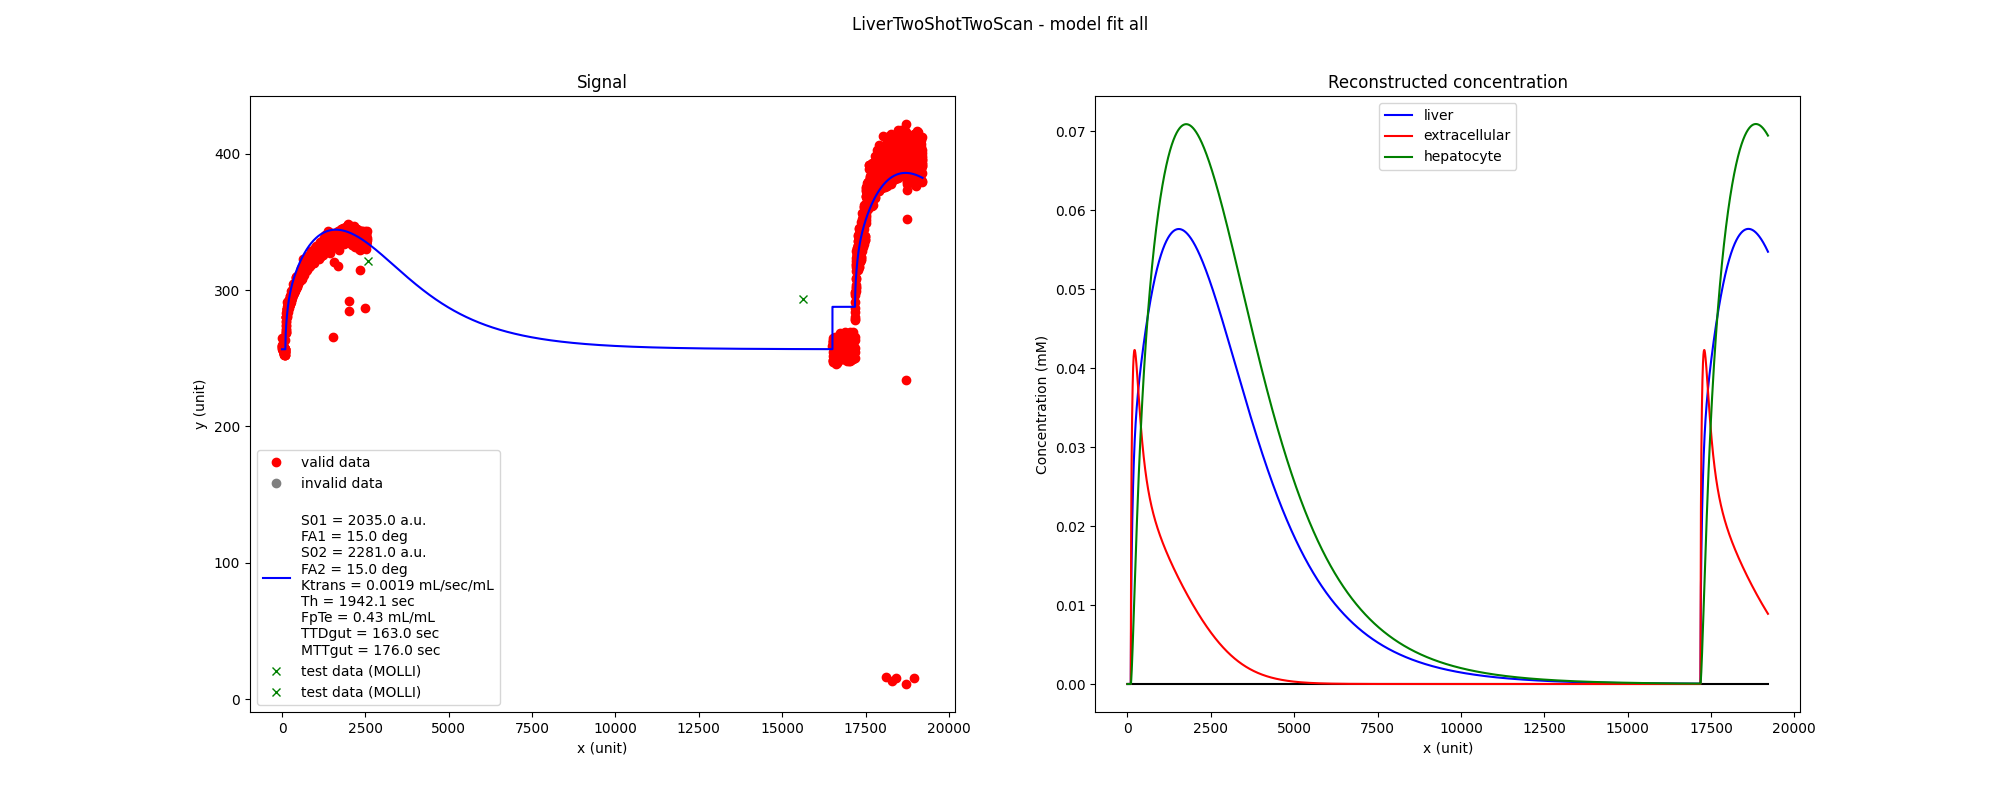 LiverTwoShotTwoScan - model fit all
Signal
y (unit)
400
300
200
100
0
valid data
invalid data
S01 = 2035.0 a.u.
FA1 = 15.0 deg
S02 = 2281.0 a.u.
FA2 = 15.0 deg
Ktrans = 0.0019 mL/sec/mL
Th = 1942.1 sec
FpTe = 0.43 mL/mL
TTDgut = 163.0 sec
MTTgut = 176.0 sec
test data (MOLLI)
test data (MOLLI)
0 2500 5000 7500 10000 12500 15000 17500 20000
x (unit)
Reconstructed concentration
liver
extracellular
hepatocyte
Concentration (mM)
0.07
0.06
0.05
0.04
0.03
0.02
0.01
0.00
0 2500 5000 7500 10000 12500 15000 17500 20000
x (unit)